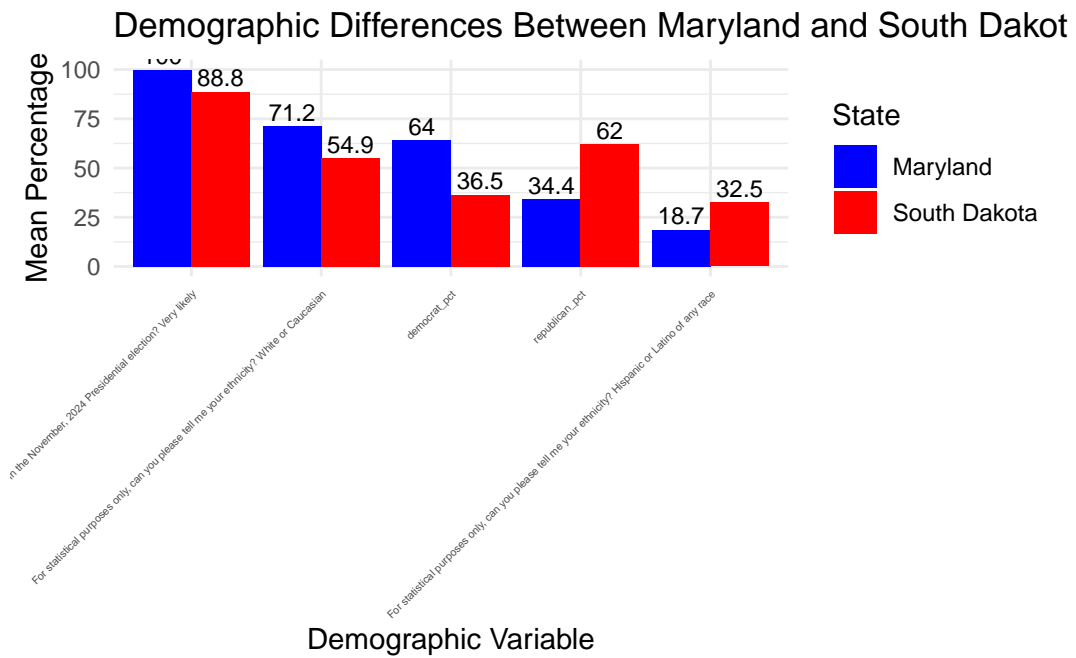 Demographic Differences Between Maryland and South Dakot
Mean Percentage
100
75
50
25
0
100
88.8
71.2
54.9
64
36.5
34.4
62
18.7
32.5
State
Maryland
South Dakota
in the November, 2024 Presidential election? Very likely
For statistical purposes only, can you please tell me your ethnicity? White or Caucasian
democrat_pct
republican_pct
For statistical purposes only, can you please tell me your ethnicity? Hispanic or Latino of any race
Demographic Variable